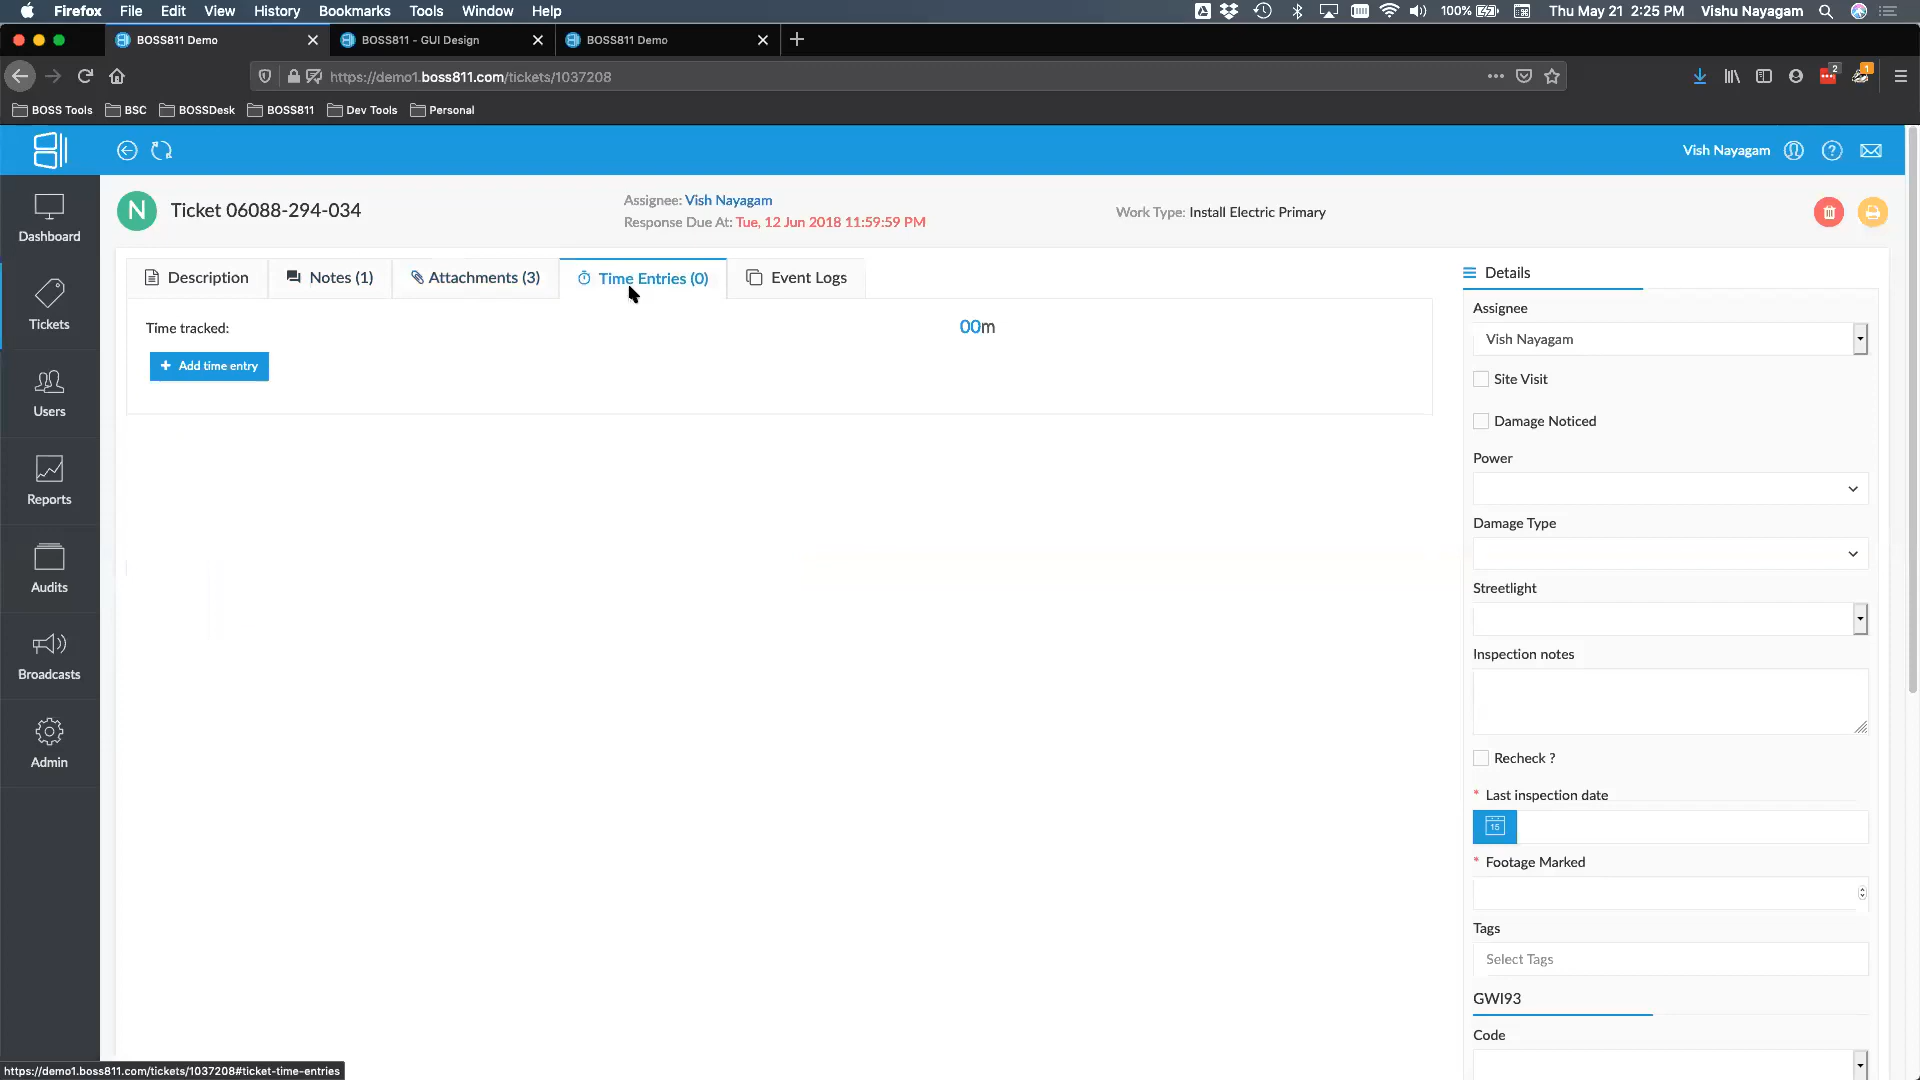 Firefox File Edit View History Bookmarks Tools Window Help
100% Thu May 21 2:25 PM Vishu Nayagam
BOSS811 Demo BOSS811 - GUI Design BOSS811 Demo
https://demo1.boss811.com/tickets/1037208
2 1
BOSS Tools BSC BOSSDesk BOSS811 Dev Tools Personal
Vish Nayagam ?
N Ticket 06088-294-034
Assignee: Vish Nayagam
Response Due At: Tue, 12 Jun 2018 11:59:59 PM
Work Type: Install Electric Primary
Dashboard
Tickets
Users
Reports
Audits
Broadcasts
Admin
Description Notes (1) Attachments (3) Time Entries (0) Event Logs
Time tracked: 00m
+ Add time entry
Details
Assignee
Vish Nayagam
Site Visit
Damage Noticed
Power
Damage Type
Streetlight
Inspection notes
Recheck ?
* Last inspection date
15
* Footage Marked
Tags
Select Tags
GWI93
Code
https://demo1.boss811.com/tickets/1037208#ticket-time-entries